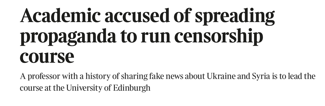 Academic accused of spreading
propaganda to run censorship
course
A professor with a history of sharing fake news about Ukraine and Syria is to lead the
course at the University of Edinburgh